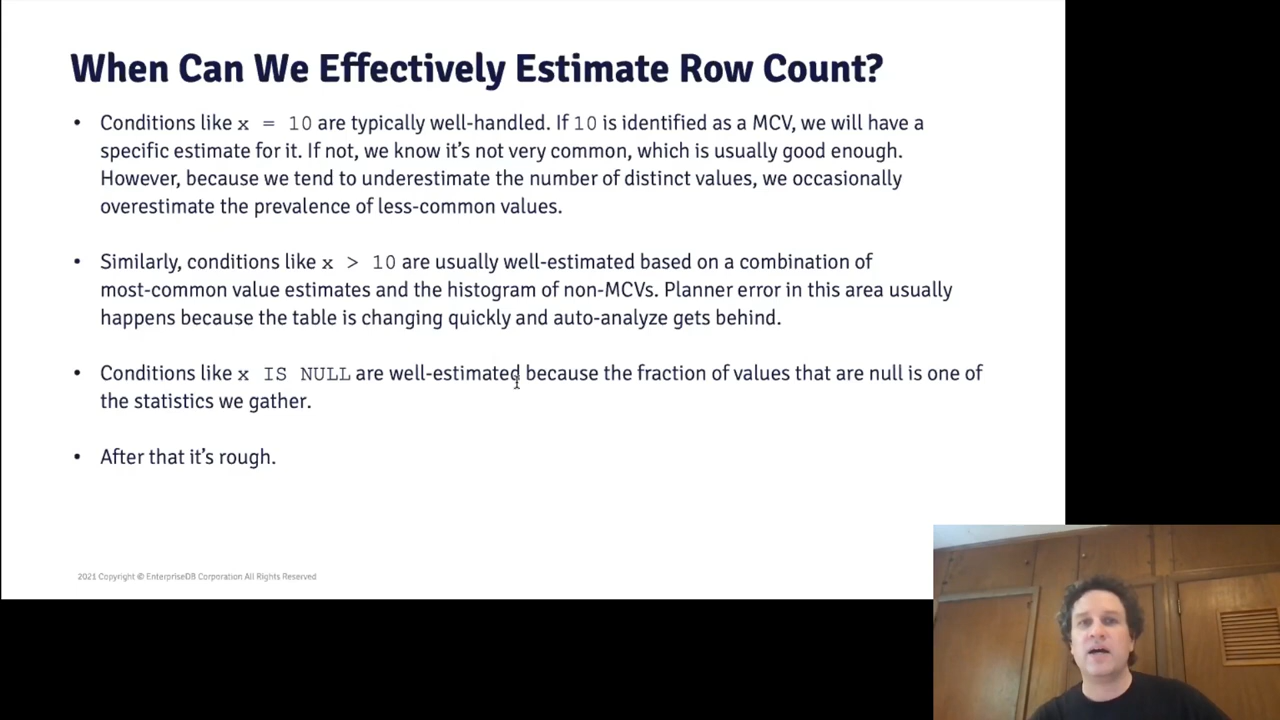 When Can We Effectively Estimate Row Count?
• Conditions like x = 10 are typically well-handled. If 10 is identified as a MCV, we will have a
specific estimate for it. If not, we know it's not very common, which is usually good enough.
However, because we tend to underestimate the number of distinct values, we occasionally
overestimate the prevalence of less-common values.
• Similarly, conditions like x > 10 are usually well-estimated based on a combination of
most-common value estimates and the histogram of non-MCVs. Planner error in this area usually
happens because the table is changing quickly and auto-analyze gets behind.
• Conditions like x IS NULL are well-estimated because the fraction of values that are null is one of
the statistics we gather.
• After that it's rough.
2021 Copyright © EnterpriseDB Corporation All Rights Reserved